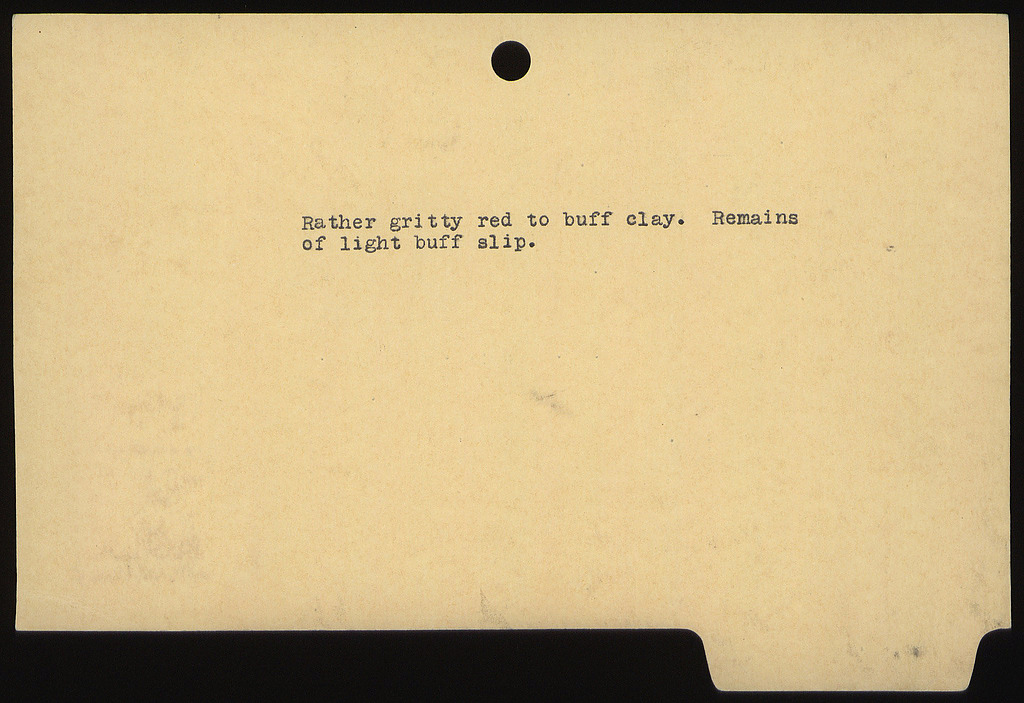 Rather gritty red to buff clay.  Remains
of light buff slip.